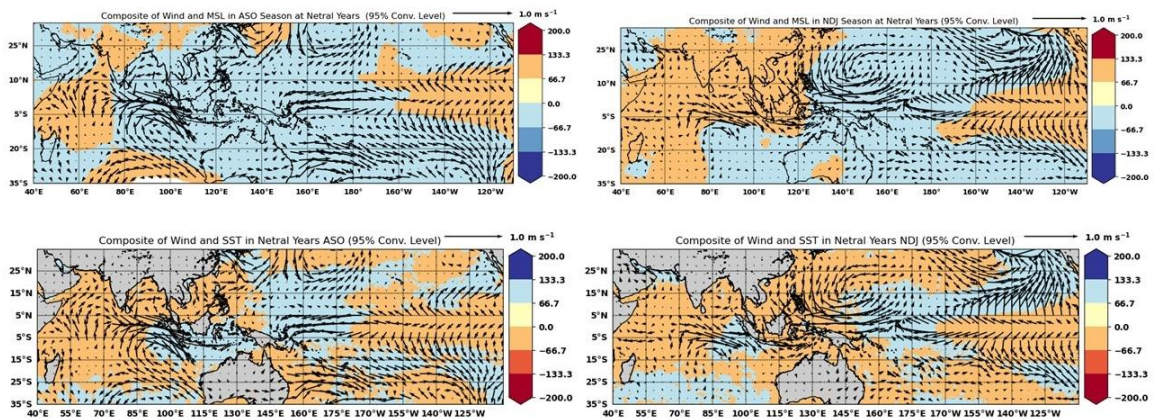 Composite of Wind and MSL in ASO Season at Netral Years (95% Conv. Level)
1.0 m s⁻¹
25°N
10°N
5°S
20°S
35°S
40°E 60°E 80°E 100°E 120°E 140°E 160°E 180° 160°W 140°W 120°W
200.0
133.3
66.7
0.0
−66.7
−133.3
−200.0
Composite of Wind and MSL in NDJ Season at Netral Years (95% Conv. Level)
1.0 m s⁻¹
25°N
10°N
5°S
20°S
35°S
40°E 60°E 80°E 100°E 120°E 140°E 160°E 180° 160°W 140°W 120°W
200.0
133.3
66.7
0.0
−66.7
−133.3
−200.0
Composite of Wind and SST in Netral Years ASO (95% Conv. Level)
1.0 m s⁻¹
25°N
15°N
5°N
5°S
15°S
25°S
35°S
40°E 55°E 70°E 85°E 100°E 115°E 130°E 145°E 160°E 175°E 170°W 155°W 140°W 125°W
200.0
133.3
66.7
0.0
−66.7
−133.3
−200.0
Composite of Wind and SST in Netral Years NDJ (95% Conv. Level)
1.0 m s⁻¹
25°N
15°N
5°N
5°S
15°S
25°S
35°S
40°E 55°E 70°E 85°E 100°E 115°E 130°E 145°E 160°E 175°E 170°W 155°W 140°W 125°W
200.0
133.3
66.7
0.0
−66.7
−133.3
−200.0